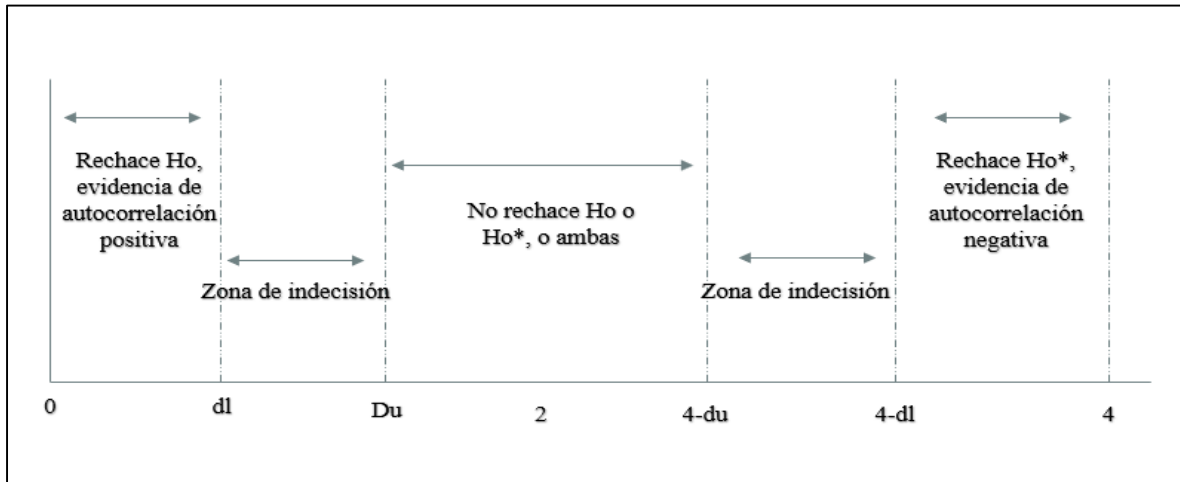 Rechace Ho,
evidencia de
autocorrelación
positiva
Zona de indecisión
No rechace Ho o
Ho*, o ambas
Zona de indecisión
Rechace Ho*,
evidencia de
autocorrelación
negativa
0
dl
Du
2
4-du
4-dl
4